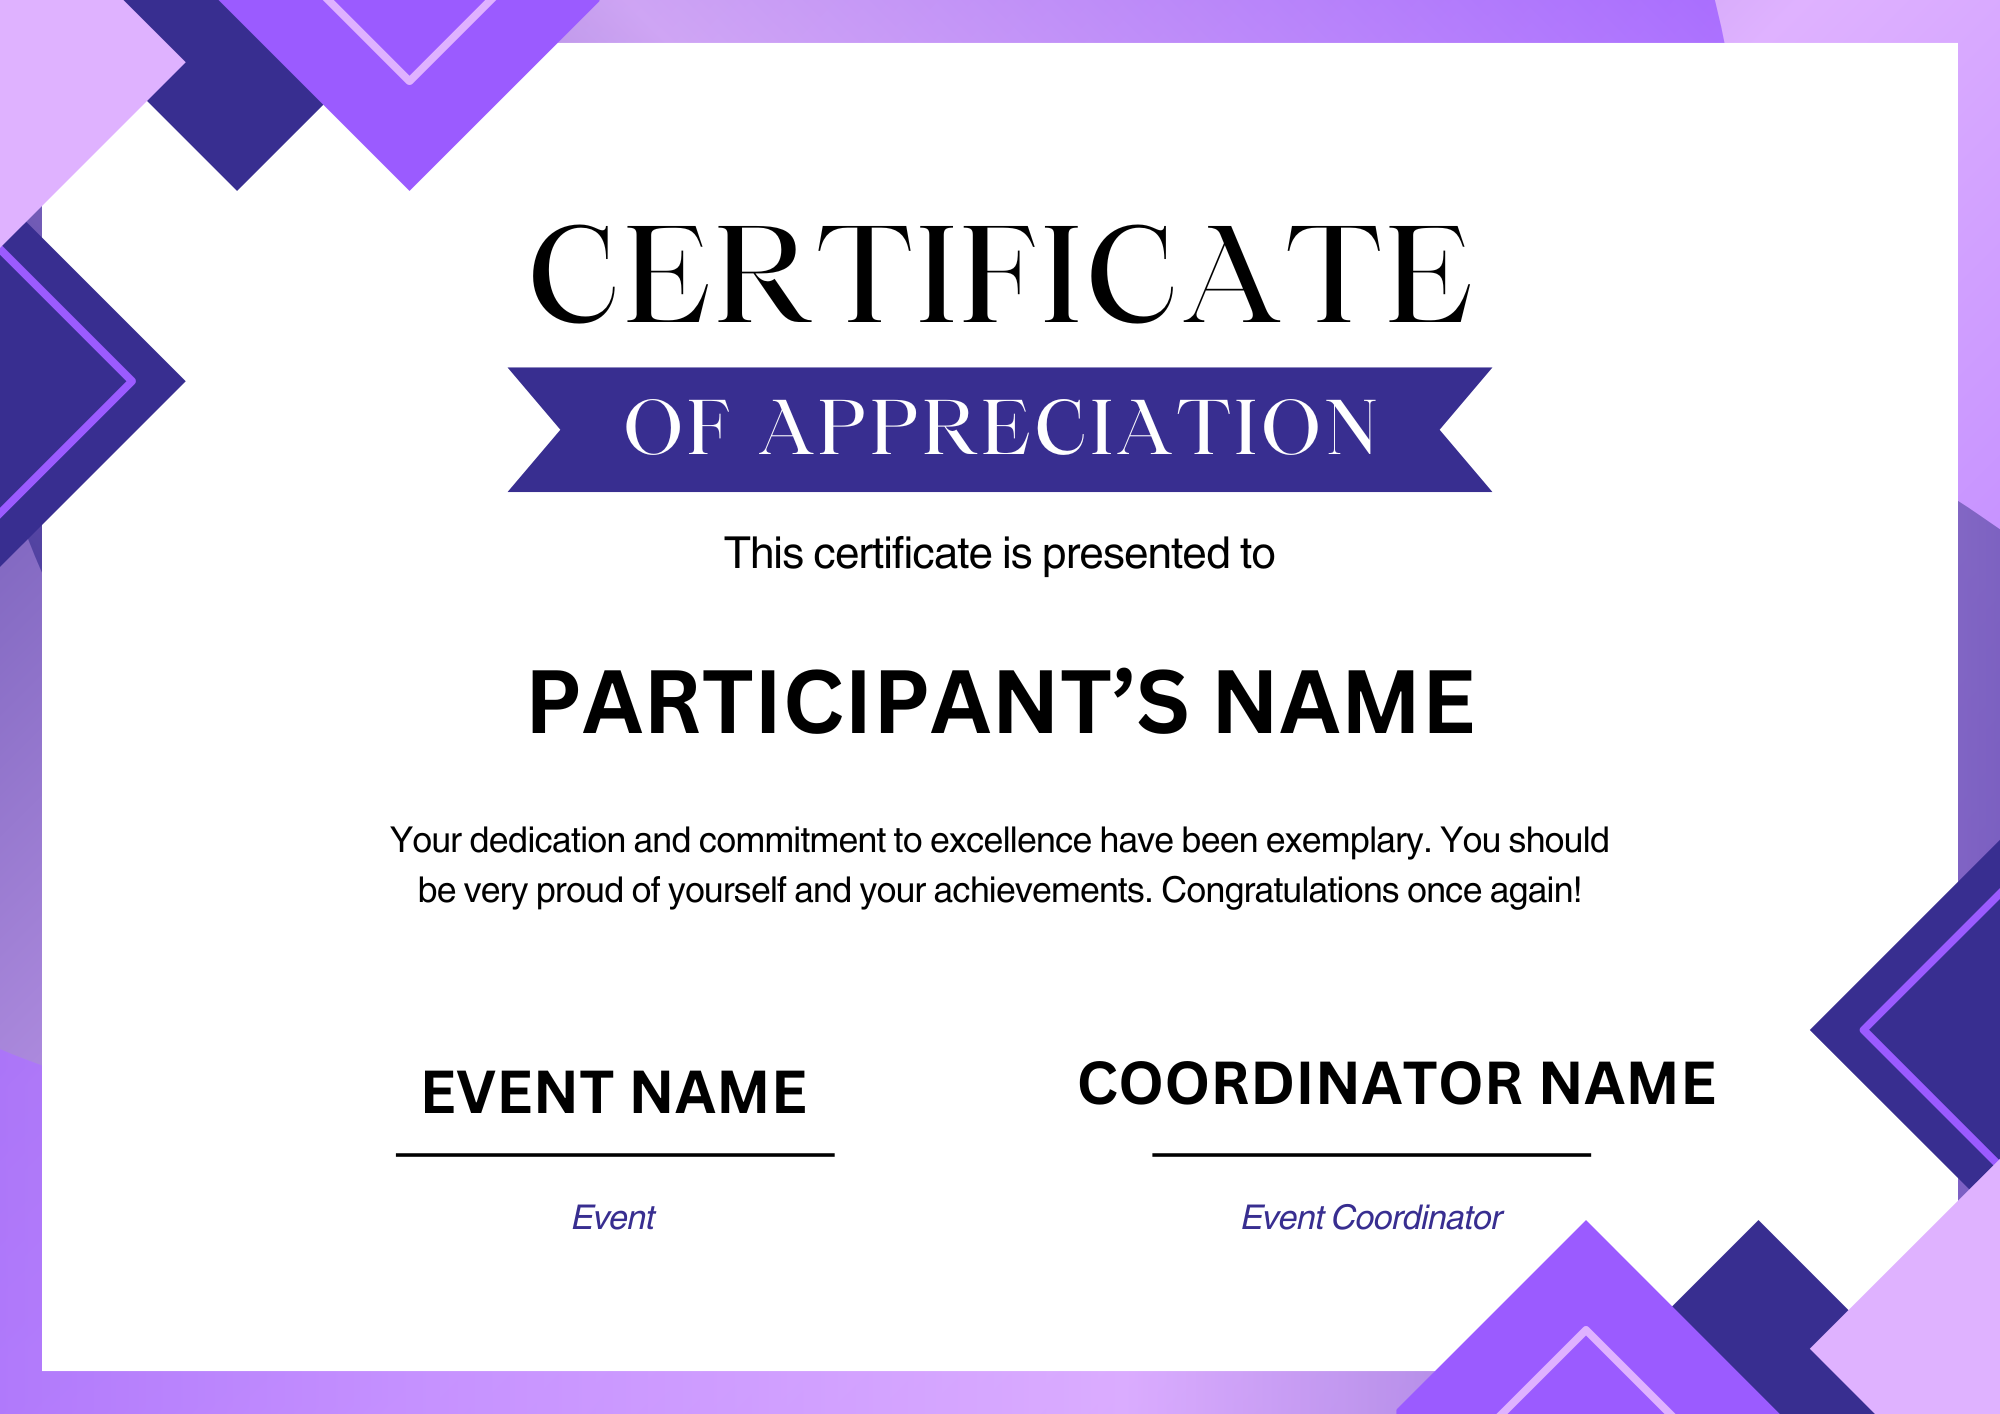 CERTIFICATE
OF APPRECIATION
This certificate is presented to
PARTICIPANT’S NAME
Your dedication and commitment to excellence have been exemplary. You should
be very proud of yourself and your achievements. Congratulations once again!
EVENT NAME
COORDINATOR NAME
Event
Event Coordinator